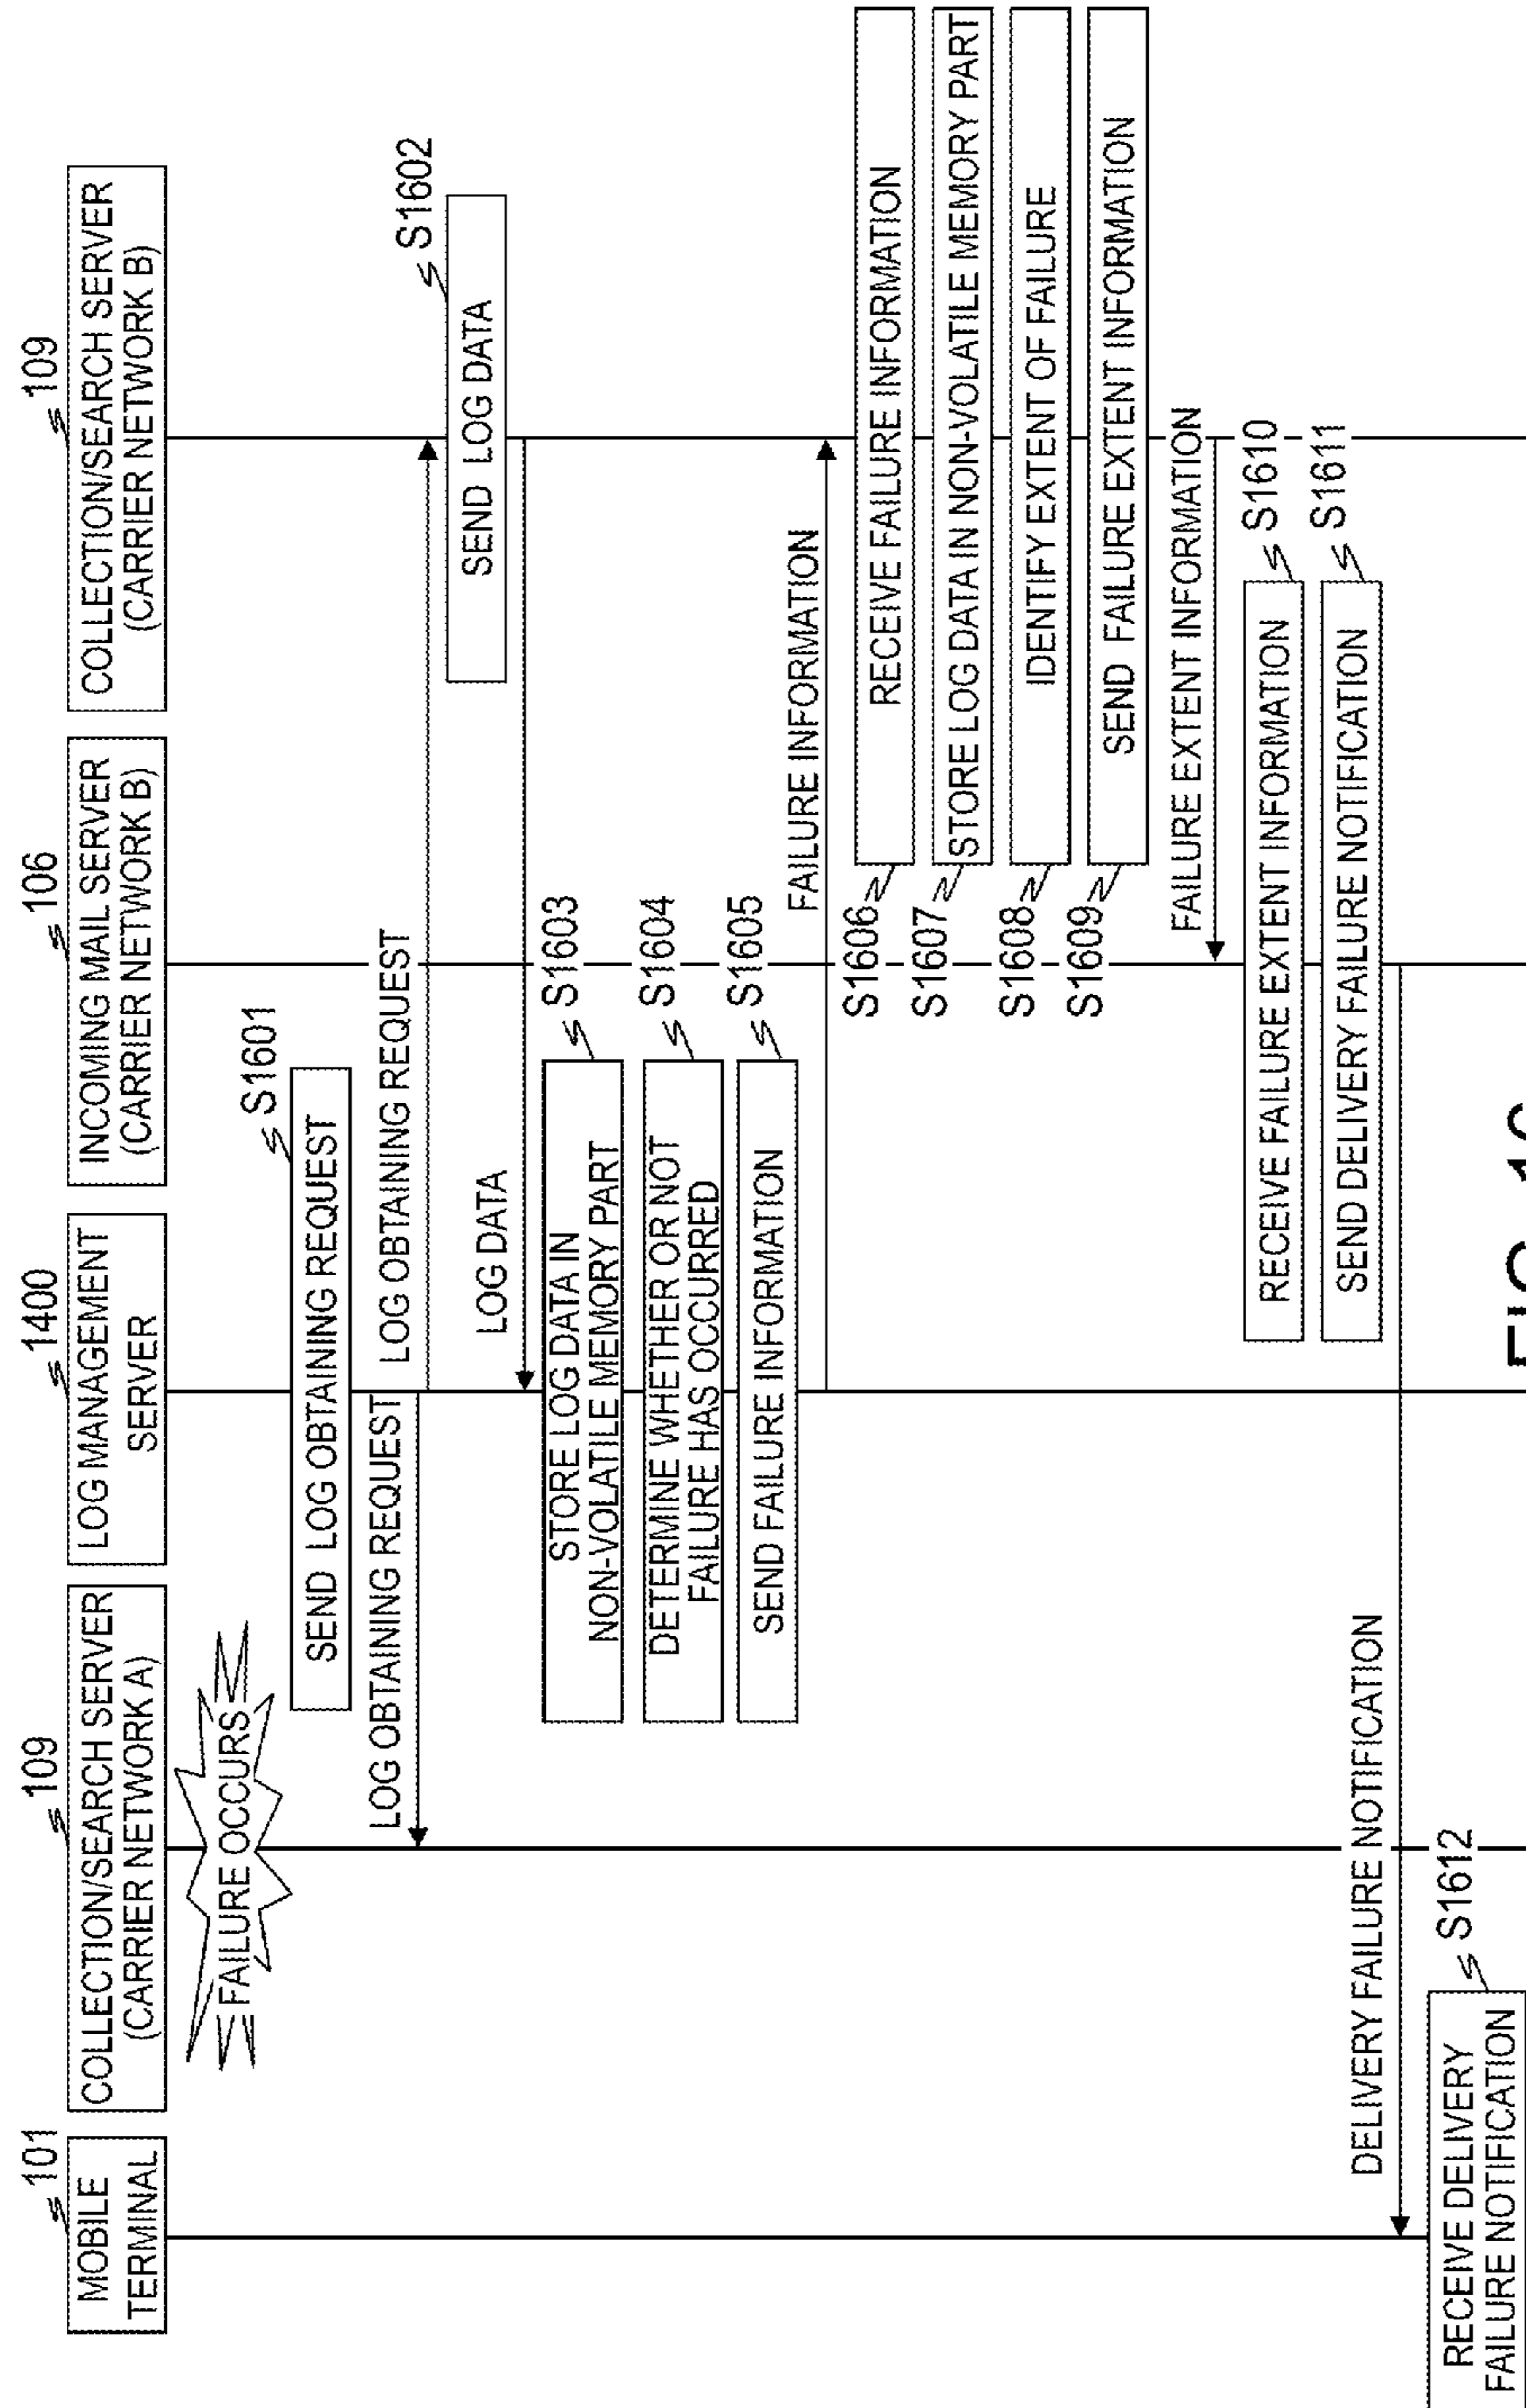 101
MOBILE
TERMINAL
109
COLLECTION/SEARCH SERVER
(CARRIER NETWORK A)
1400
LOG MANAGEMENT
SERVER
106
INCOMING MAIL SERVER
(CARRIER NETWORK B)
109
COLLECTION/SEARCH SERVER
(CARRIER NETWORK B)
FAILURE OCCURS
S1601
SEND LOG OBTAINING REQUEST
LOG OBTAINING REQUEST
LOG OBTAINING REQUEST
S1602
SEND LOG DATA
LOG DATA
S1603
STORE LOG DATA IN
NON-VOLATILE MEMORY PART
S1604
DETERMINE WHETHER OR NOT
FAILURE HAS OCCURRED
S1605
SEND FAILURE INFORMATION
FAILURE INFORMATION
S1606
RECEIVE FAILURE INFORMATION
S1607
STORE LOG DATA IN NON-VOLATILE MEMORY PART
S1608
IDENTIFY EXTENT OF FAILURE
S1609
SEND FAILURE EXTENT INFORMATION
FAILURE EXTENT INFORMATION
S1610
RECEIVE FAILURE EXTENT INFORMATION
S1611
SEND DELIVERY FAILURE NOTIFICATION
DELIVERY FAILURE NOTIFICATION
S1612
RECEIVE DELIVERY
FAILURE NOTIFICATION